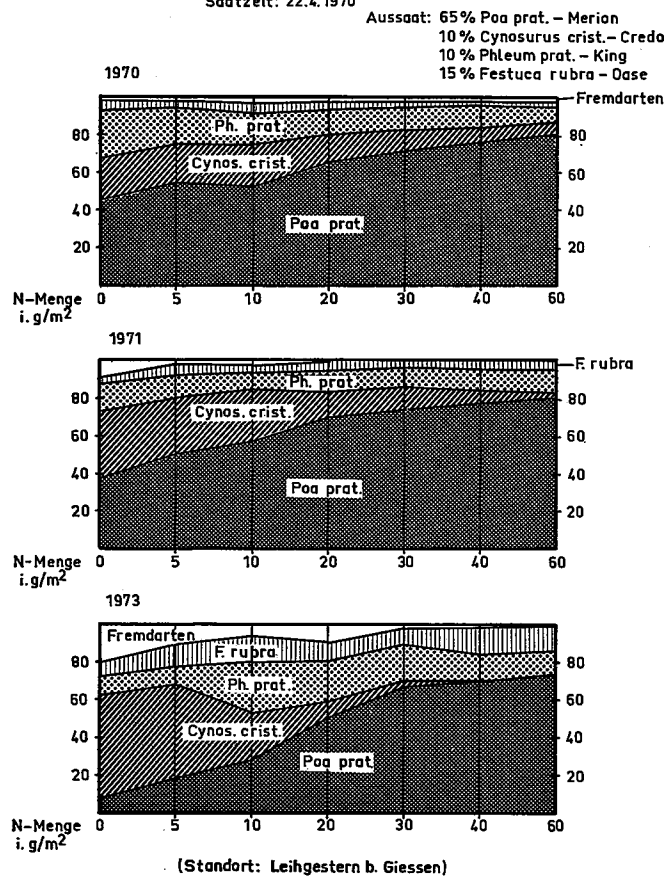 Saatzeit: 22.4.1970
Aussaat: 65% Poa prat. – Merion
10% Cynosurus crist. – Credo
10% Phleum prat. – King
15% Festuca rubra – Oase
1970
Fremdarten
Ph. prat.
Cynos. crist.
Poa prat.
80 80
60 60
40 40
20 20
N-Menge 0 5 10 20 30 40 60
i. g/m²
1971
F. rubra
Ph. prat.
Cynos. crist.
Poa prat.
80 80
60 60
40 40
20 20
N-Menge 0 5 10 20 30 40 60
i. g/m²
1973
Fremdarten
F. rubra
Ph. prat.
Cynos. crist.
Poa prat.
80 80
60 60
40 40
20 20
N-Menge 0 5 10 20 30 40 60
i. g/m²
(Standort: Leihgestern b. Giessen)